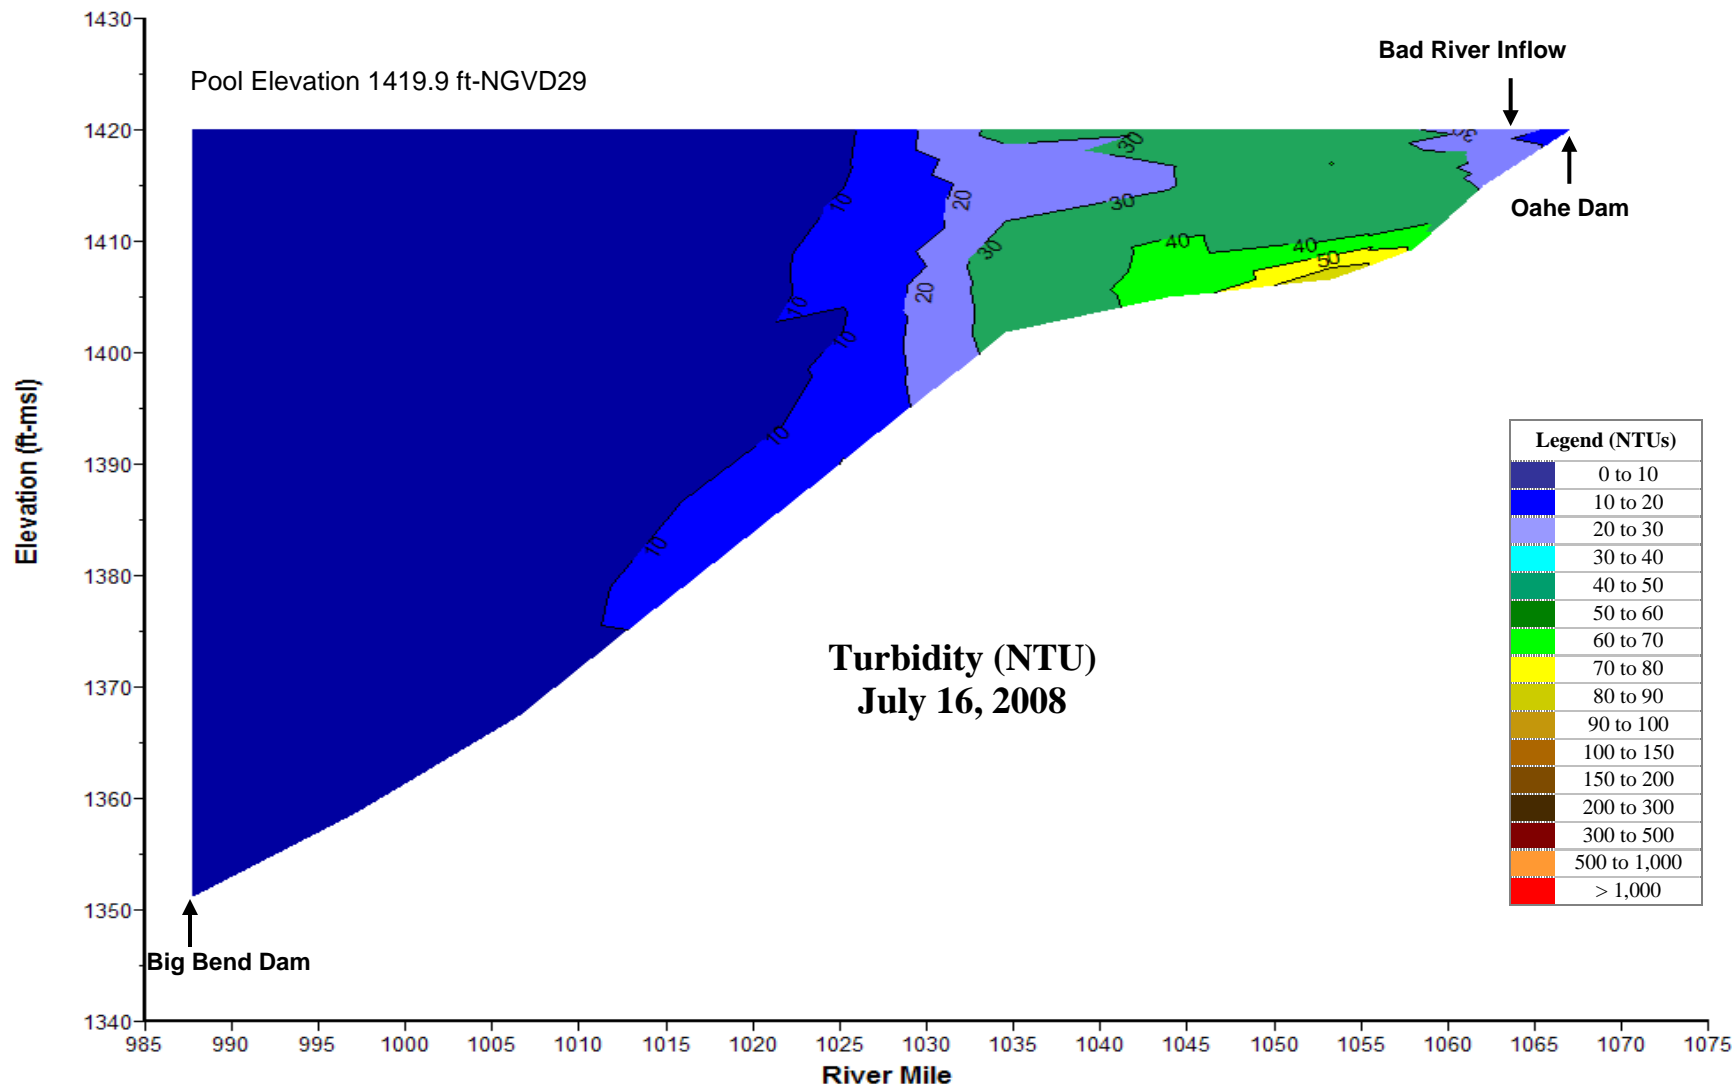 1430
Bad River Inflow
Pool Elevation 1419.9 ft-NGVD29
1420
30
30
30
10
20
30
Oahe Dam
1410
30
40
40
50
20
10
10
1400
10
1390
10
1380
1370
1360
1350
1340
Elevation (ft-msl)
Turbidity (NTU)
July 16, 2008
Legend (NTUs)
0 to 10
10 to 20
20 to 30
30 to 40
40 to 50
50 to 60
60 to 70
70 to 80
80 to 90
90 to 100
100 to 150
150 to 200
200 to 300
300 to 500
500 to 1,000
> 1,000
Big Bend Dam
985 990 995 1000 1005 1010 1015 1020 1025 1030 1035 1040 1045 1050 1055 1060 1065 1070 1075
River Mile